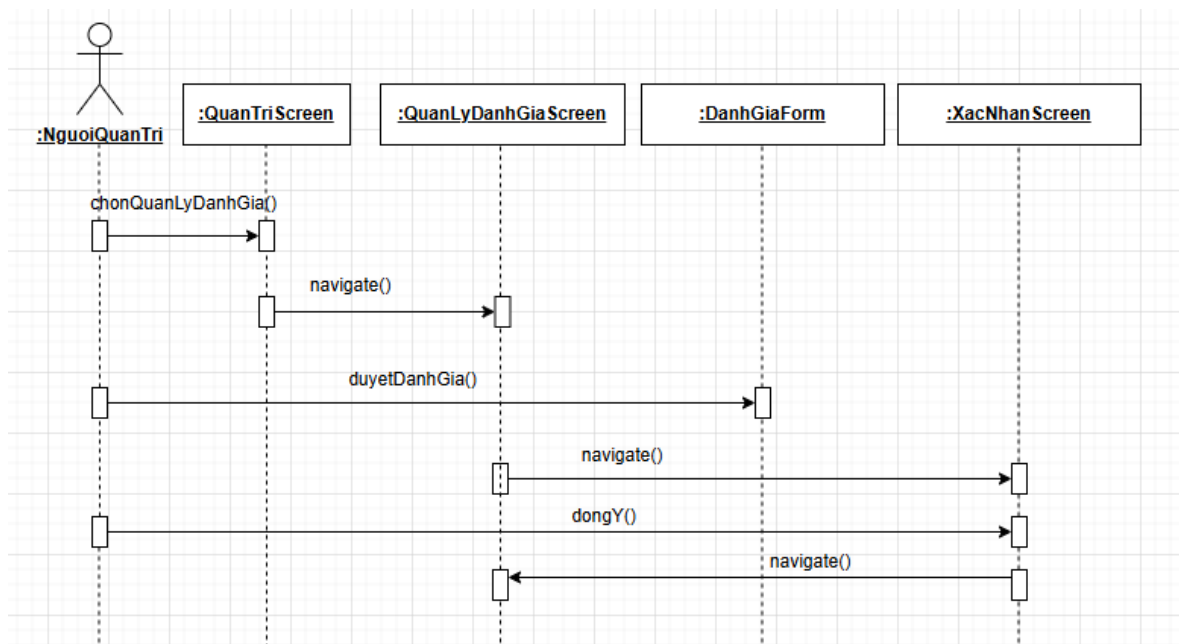 :NguoiQuanTri
:QuanTriScreen
:QuanLyDanhGiaScreen
:DanhGiaForm
:XacNhanScreen
chonQuanLyDanhGia()
navigate()
duyetDanhGia()
navigate()
dongY()
navigate()